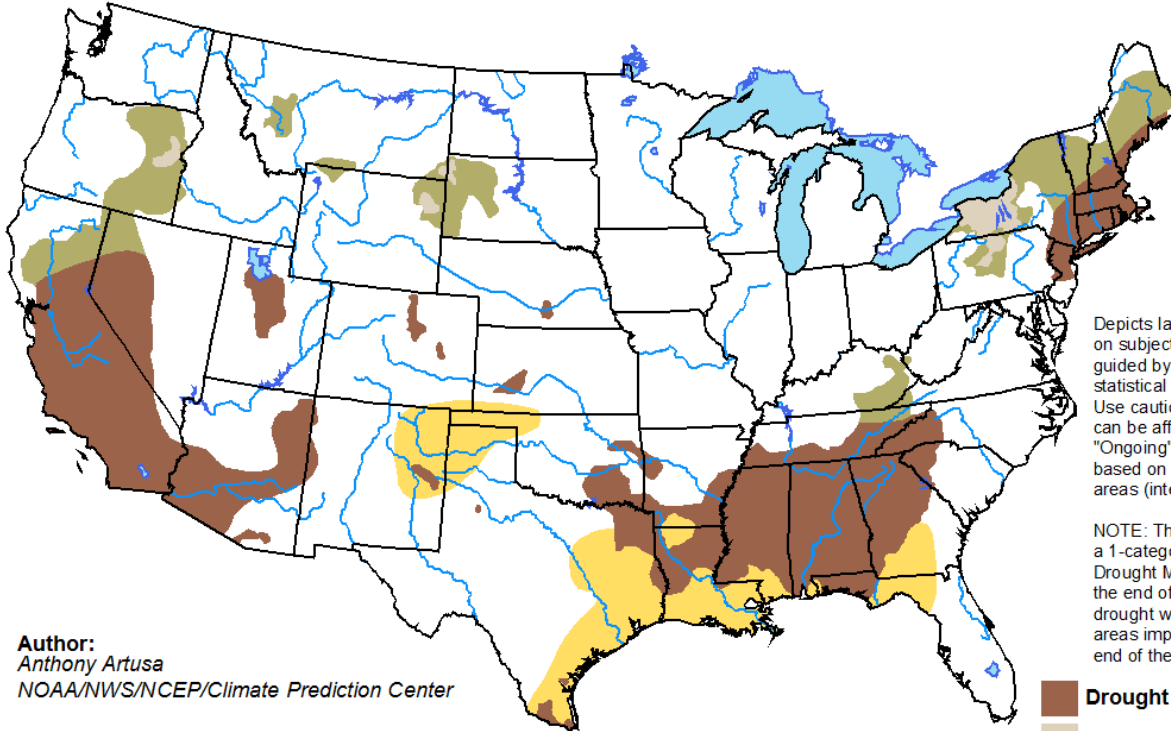 Depicts la
on subject
guided by
statistical
Use cautio
can be affe
"Ongoing"
based on
areas (inte
NOTE: Th
a 1-catego
Drought M
the end of
drought w
areas imp
end of the
Author:
Anthony Artusa
NOAA/NWS/NCEP/Climate Prediction Center
Drought